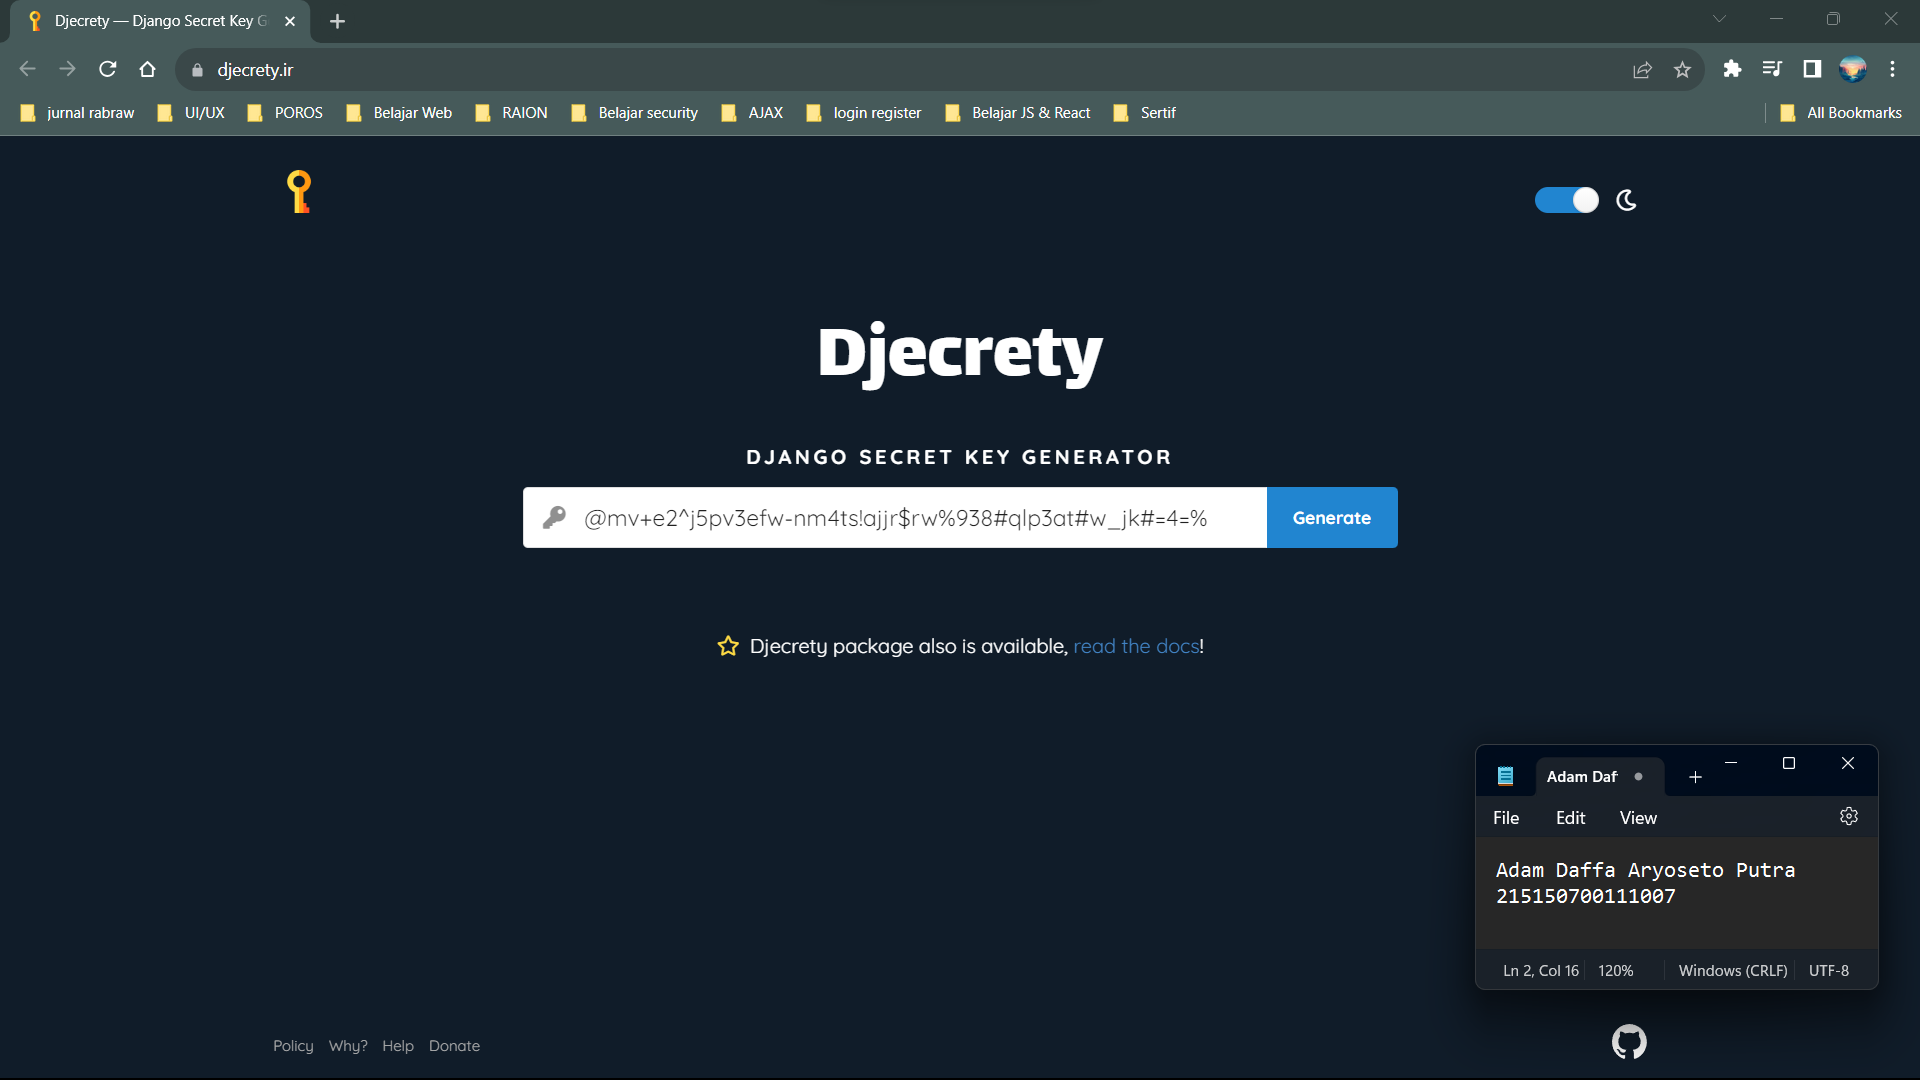 Djecrety — Django Secret Key G
djecrety.ir
jurnal rabraw
UI/UX
POROS
Belajar Web
RAION
Belajar security
AJAX
login register
Belajar JS & React
Sertif
All Bookmarks
Djecrety
DJANGO SECRET KEY GENERATOR
@mv+e2^j5pv3efw-nm4ts!ajjr$rw%938#qlp3at#w_jk#=4=%
Generate
Djecrety package also is available, read the docs!
Adam Daf
File Edit View
Adam Daffa Aryoseto Putra
215150700111007
Ln 2, Col 16
120%
Windows (CRLF)
UTF-8
Policy Why? Help Donate